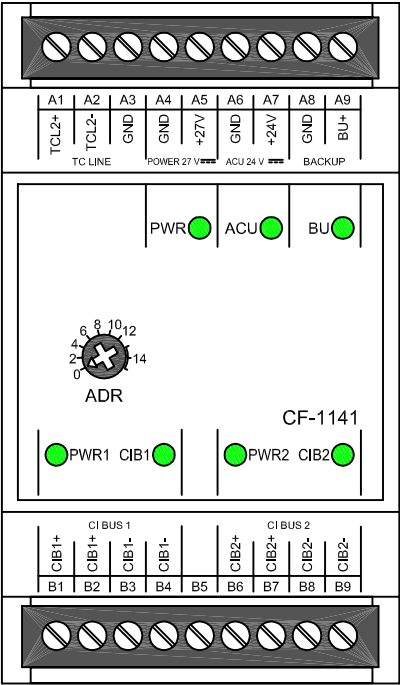 A1 A2 A3 A4 A5 A6 A7 A8 A9
TCL2+ TCL2- GND GND +27V GND +24V GND BU+
TC LINE POWER 27 V ACU 24 V BACKUP
PWR ACU BU
0 2 4 6 8 10 12 14
ADR
CF-1141
PWR1 CIB1 PWR2 CIB2
CI BUS 1 CI BUS 2
CIB1+ CIB1+ CIB1- CIB1- CIB2+ CIB2+ CIB2- CIB2-
B1 B2 B3 B4 B5 B6 B7 B8 B9